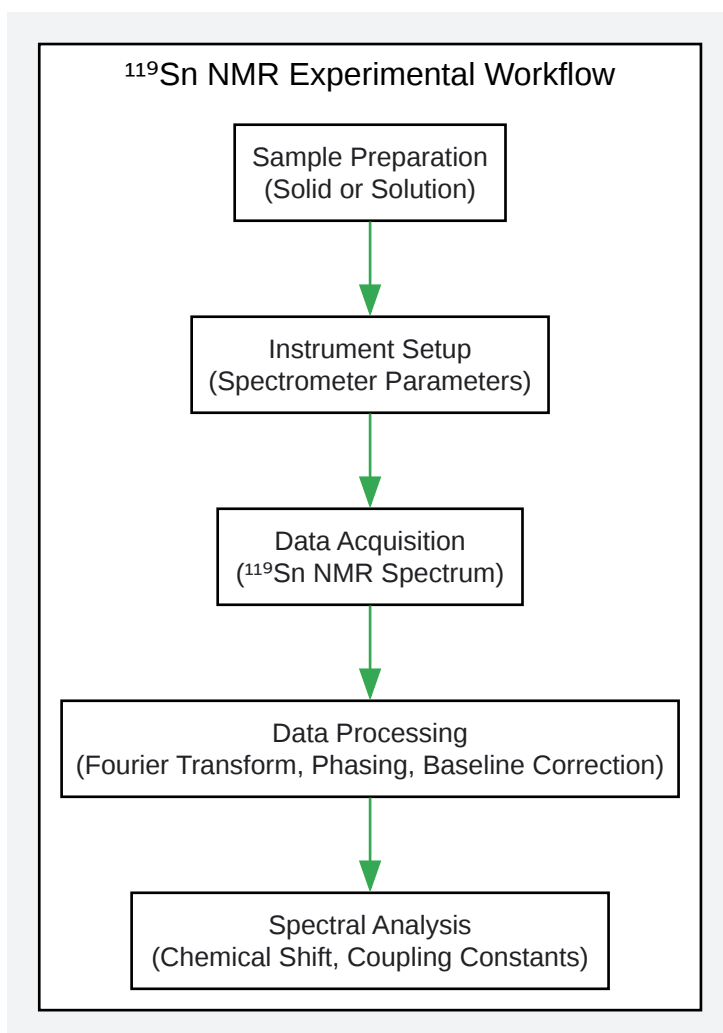 ¹¹⁹Sn NMR Experimental Workflow
Sample Preparation
(Solid or Solution)
Instrument Setup
(Spectrometer Parameters)
Data Acquisition
(¹¹⁹Sn NMR Spectrum)
Data Processing
(Fourier Transform, Phasing, Baseline Correction)
Spectral Analysis
(Chemical Shift, Coupling Constants)